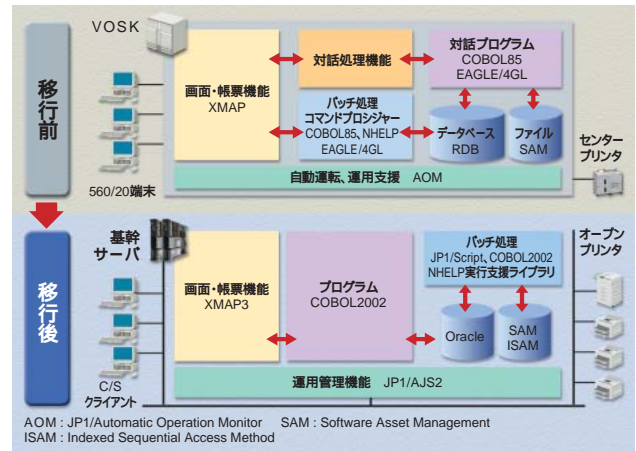 VOSK
移行前
画面・帳票機能
XMAP
対話処理機能
対話プログラム
COBOL85
EAGLE/4GL
バッチ処理
コマンドプロシジャー
COBOL85、NHELP
EAGLE/4GL
データベース
RDB
ファイル
SAM
センター
プリンタ
560/20端末
自動運転、運用支援 AOM
移行後
基幹
サーバ
画面・帳票機能
XMAP3
プログラム
COBOL2002
バッチ処理
JP1/Script、COBOL2002
NHELP実行支援ライブラリ
Oracle
SAM
ISAM
オープン
プリンタ
C/S
クライアント
運用管理機能 JP1/AJS2
AOM : JP1/Automatic Operation Monitor SAM : Software Asset Management
ISAM : Indexed Sequential Access Method